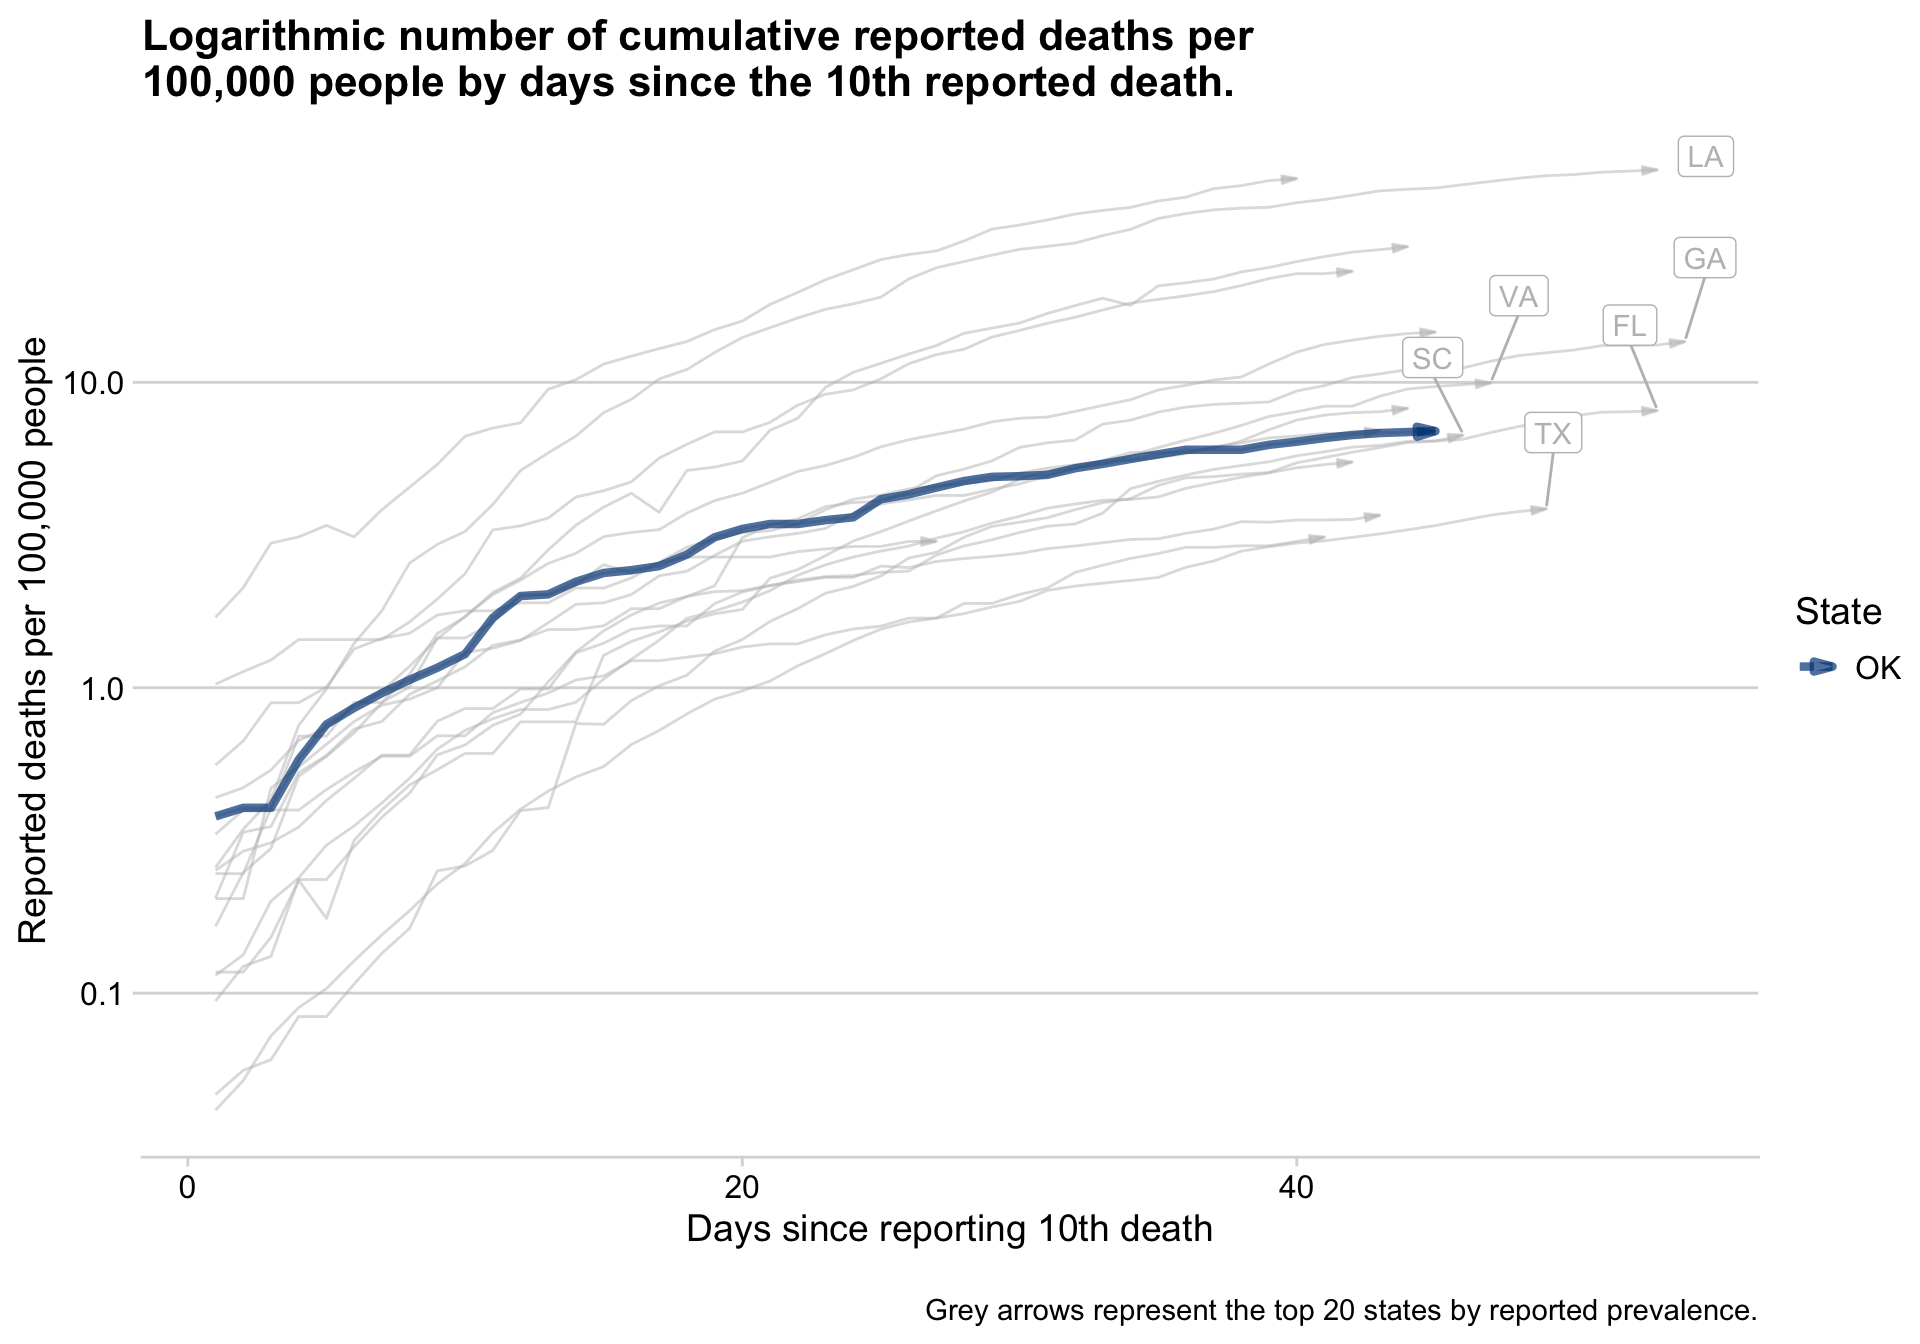 Logarithmic number of cumulative reported deaths per
100,000 people by days since the 10th reported death.
Reported deaths per 100,000 people
10.0
1.0
0.1
LA
GA
VA
FL
SC
TX
State
OK
0
20
40
Days since reporting 10th death
Grey arrows represent the top 20 states by reported prevalence.